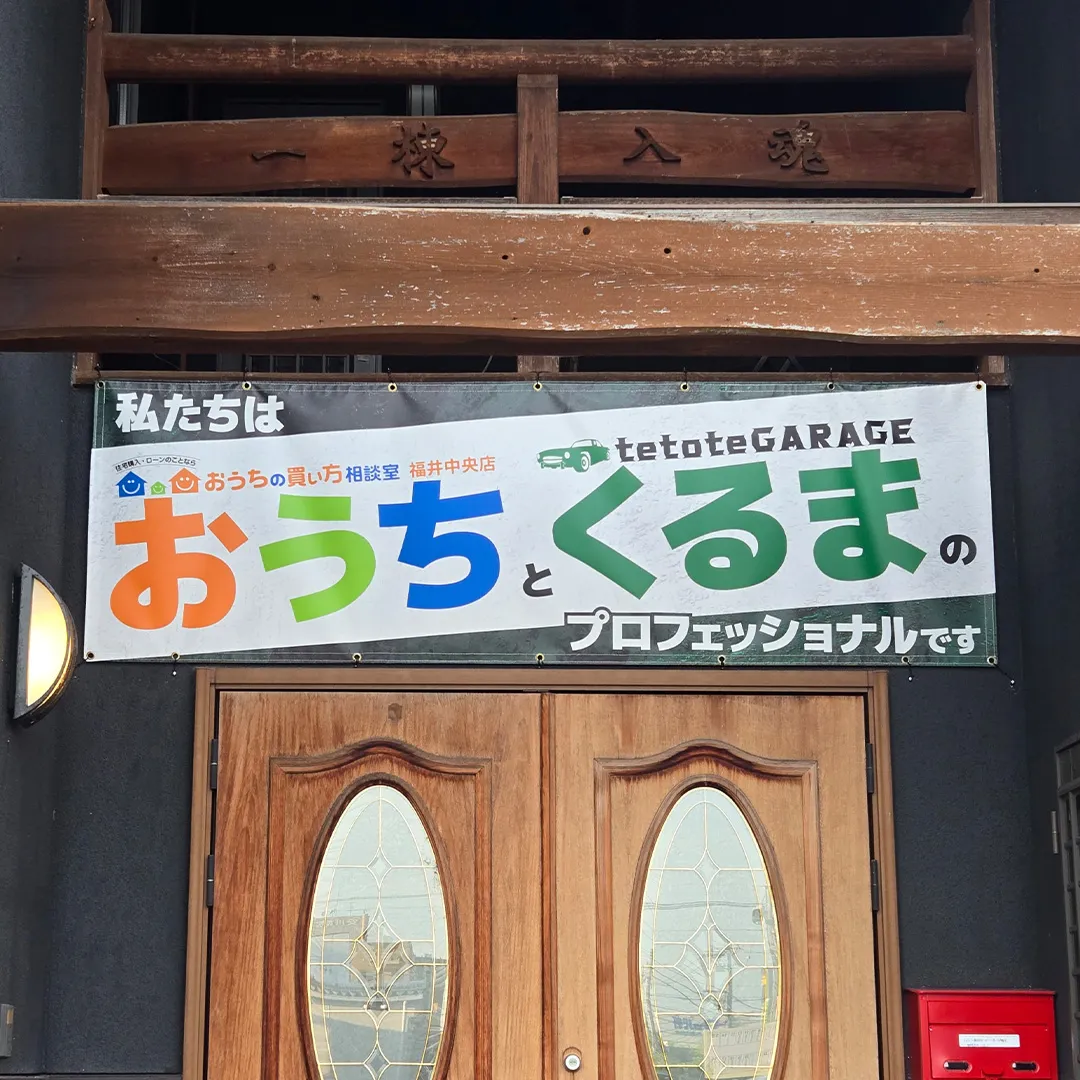 一棟入魂
私たちは
住宅購入・ローンのことなら
おうちの買い方相談室 福井中央店
tetoteGARAGE
おうちとくるまの
プロフェッショナルです